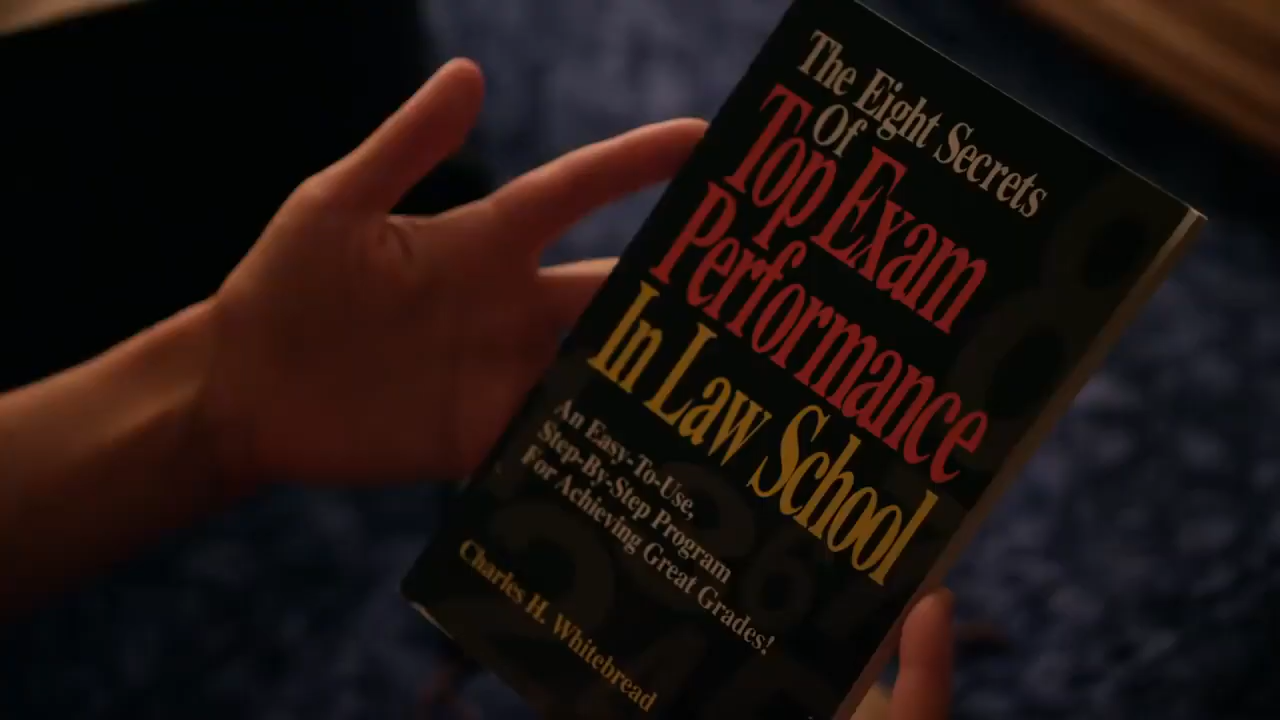 The Eight Secrets
Of
Top Exam
Performance
In Law School
An Easy-To-Use,
Step-By-Step Program
For Achieving Great Grades!
Charles H. Whitebread